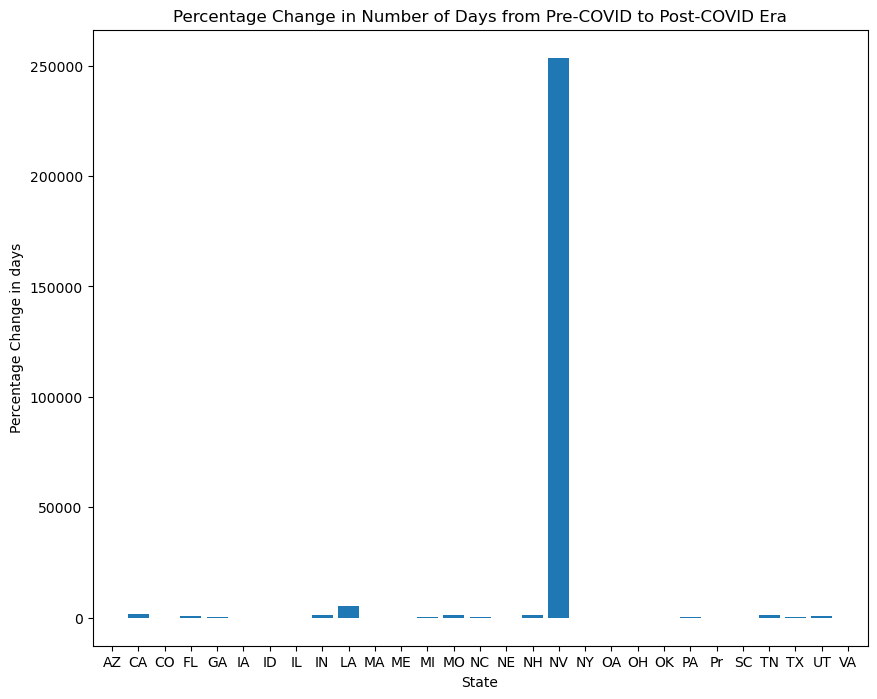 Percentage Change in Number of Days from Pre-COVID to Post-COVID Era
Percentage Change in days
250000
200000
150000
100000
50000
0
AZ CA CO FL GA IA ID IL IN LA MA ME MI MO NC NE NH NV NY OA OH OK PA Pr SC TN TX UT VA
State